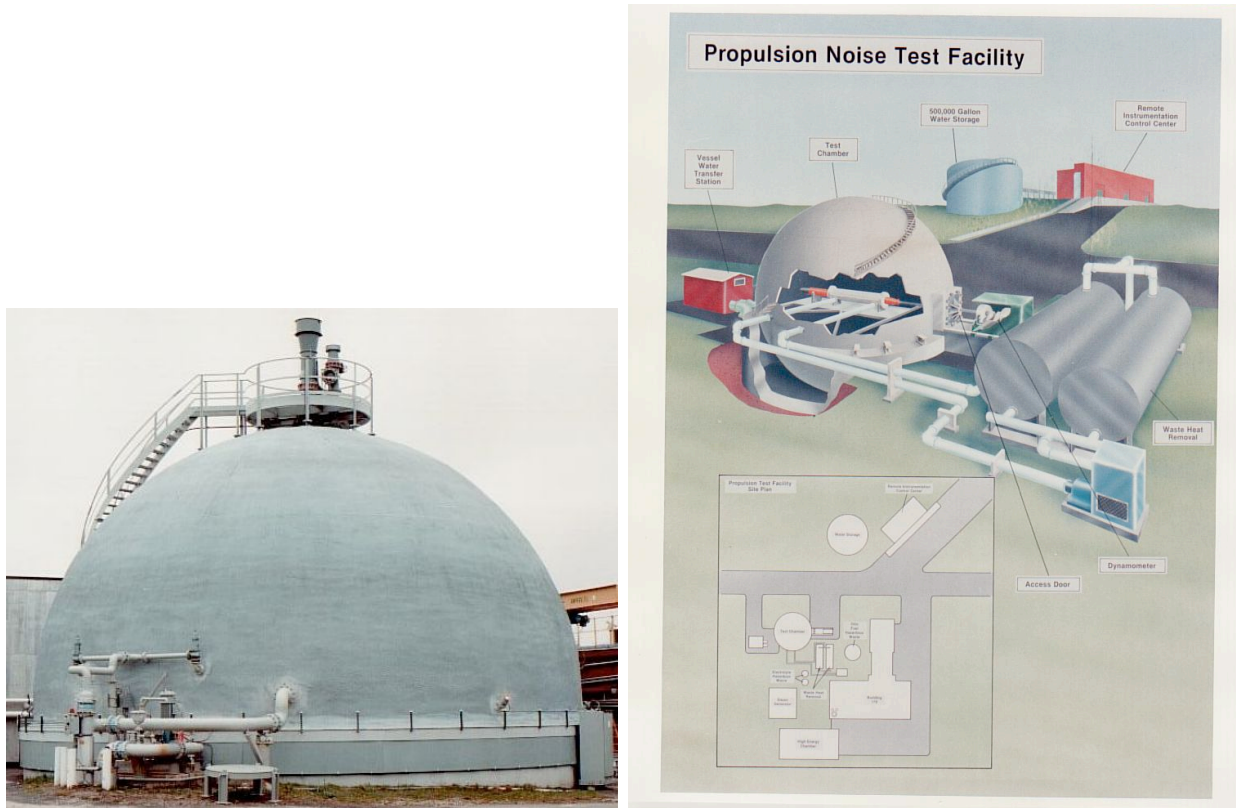 Propulsion Noise Test Facility
500,000 Gallon
Water Storage
Remote
Instrumentation
Control Center
Test
Chamber
Vessel
Water
Transfer
Station
Waste Heat
Removal
Dynamometer
Access Door
Propulsion Test Facility
Site Plan
Remote Instrumentation
Control Center
Water Storage
Test Chamber
Waste Heat
Removal
Building
High Energy
Chamber